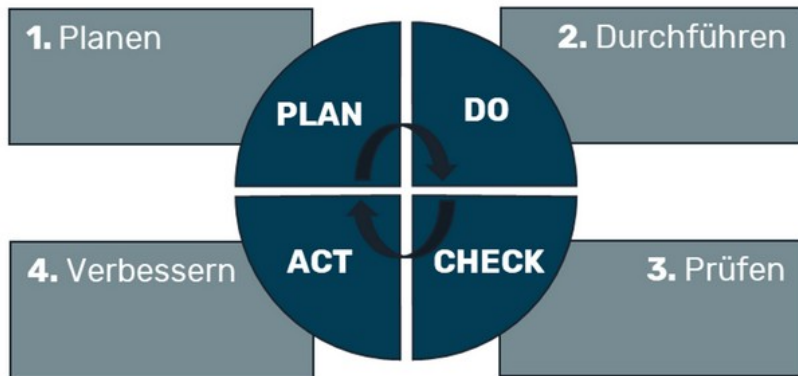 1. Planen
2. Durchführen
PLAN
DO
ACT
CHECK
4. Verbessern
3. Prüfen